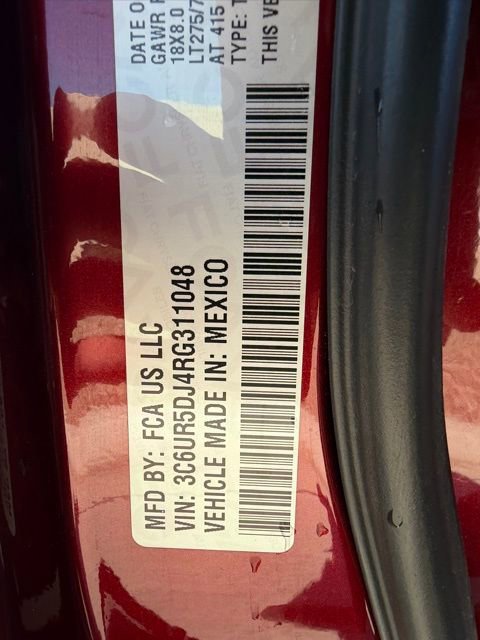 MFD BY: FCA US LLC
VIN: 3C6UR5DJ4RG311048
VEHICLE MADE IN: MEXICO
DATE O
GAWR
18X8.0
LT275/7
AT 415
TYPE: T
THIS VE